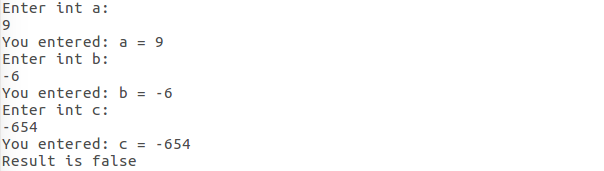 Enter int a:
9
You entered: a = 9
Enter int b:
-6
You entered: b = -6
Enter int c:
-654
You entered: c = -654
Result is false